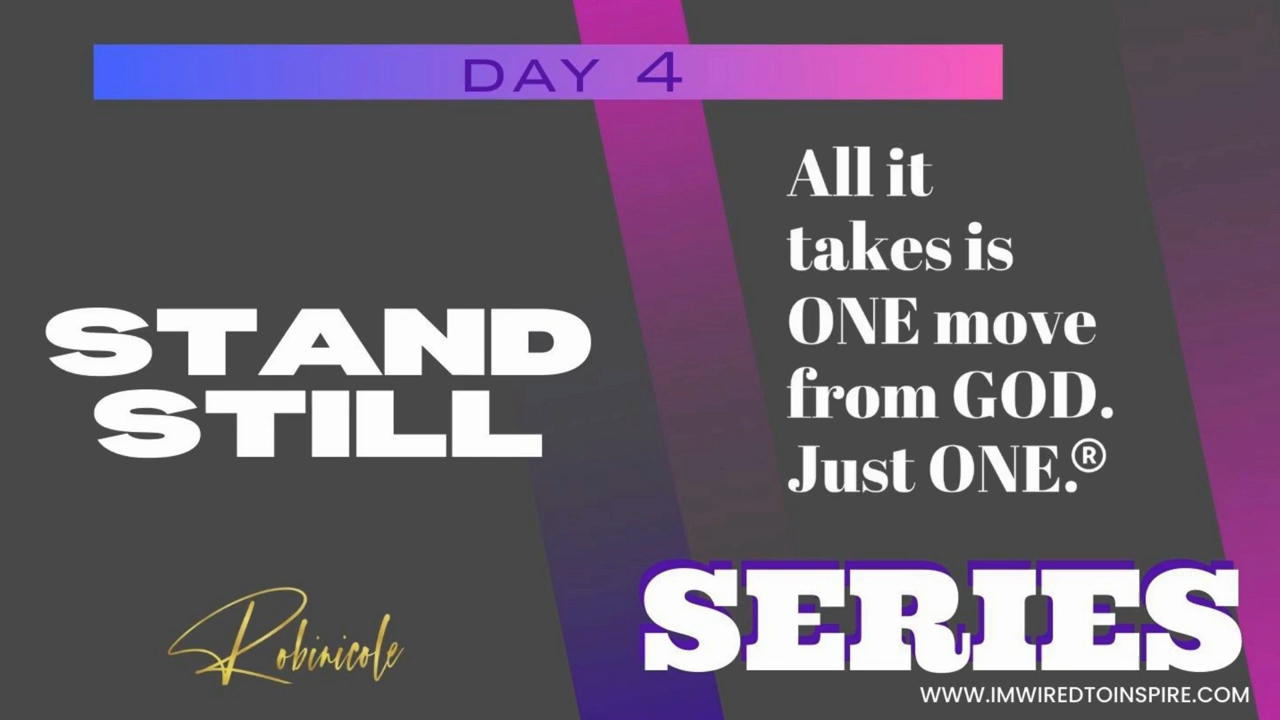 DAY 4
STAND
STILL
All it
takes is
ONE move
from GOD.
Just ONE.®
SERIES
Robinicole
WWW.IMWIREDTOINSPIRE.COM